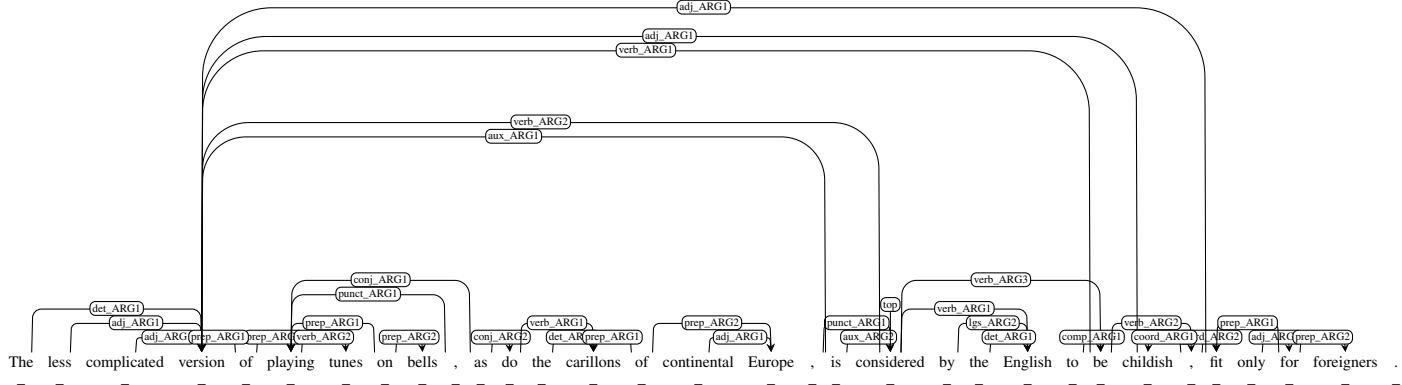 adj_ARG1
adj_ARG1
verb_ARG1
verb_ARG2
aux_ARG1
conj_ARG1 verb_ARG3
punct_ARG1 top
det_ARG1 verb_ARG1
adj_ARG1 prep_ARG1 verb_ARG1 prep_ARG2 punct_ARG1 lgs_ARG2 verb_ARG2 prep_ARG1
prep_ARG1 verb_ARG2 prep_ARG2 conj_ARG2 prep_ARG1 adj_ARG1 aux_ARG2 det_ARG1 comp_ARG1 coord_ARG1 prep_ARG2
The less complicated version of playing tunes on bells , as do the carillons of continental Europe , is considered by the English to be childish , fit only for foreigners .
_ _ _ _ _ _ _ _ _ _ _ _ _ _ _ _ _ _ _ _ _ _ _ _ _ _ _ _ _ _ _ _ _